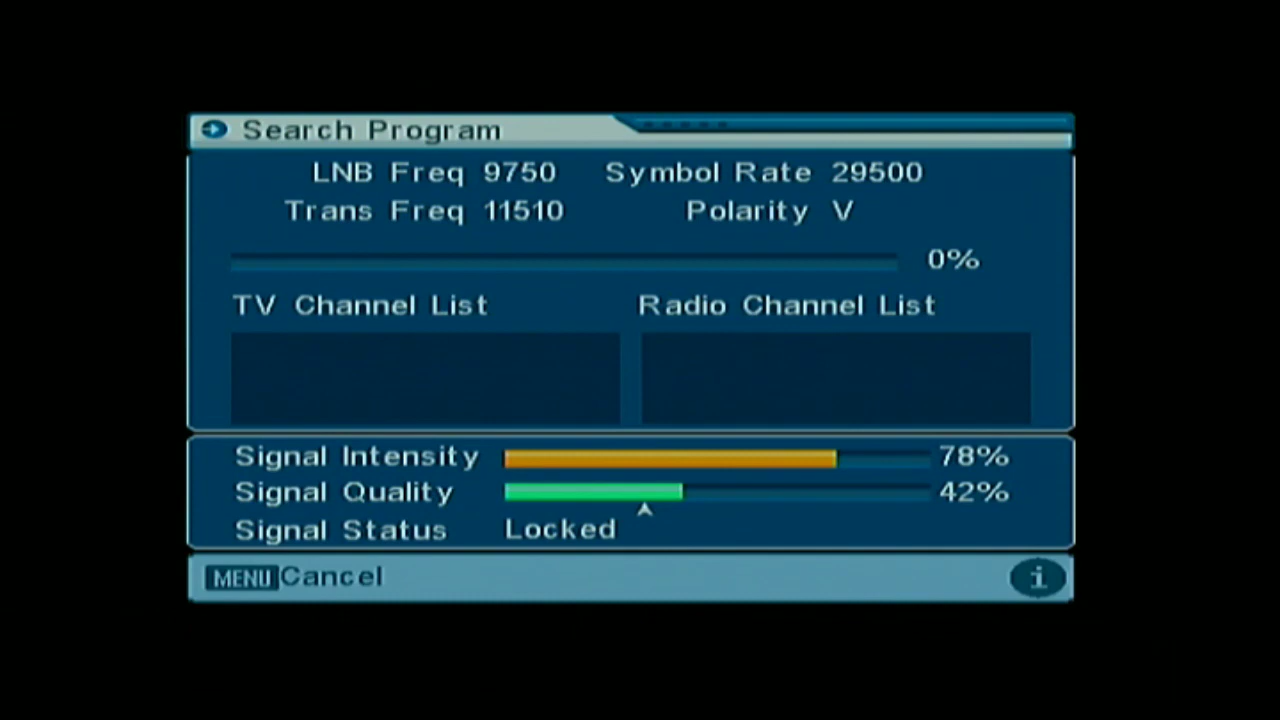 Search Program
LNB Freq 9750 Symbol Rate 29500
Trans Freq 11510 Polarity V
0%
TV Channel List Radio Channel List
Signal Intensity 78%
Signal Quality 42%
Signal Status Locked
MENU Cancel i